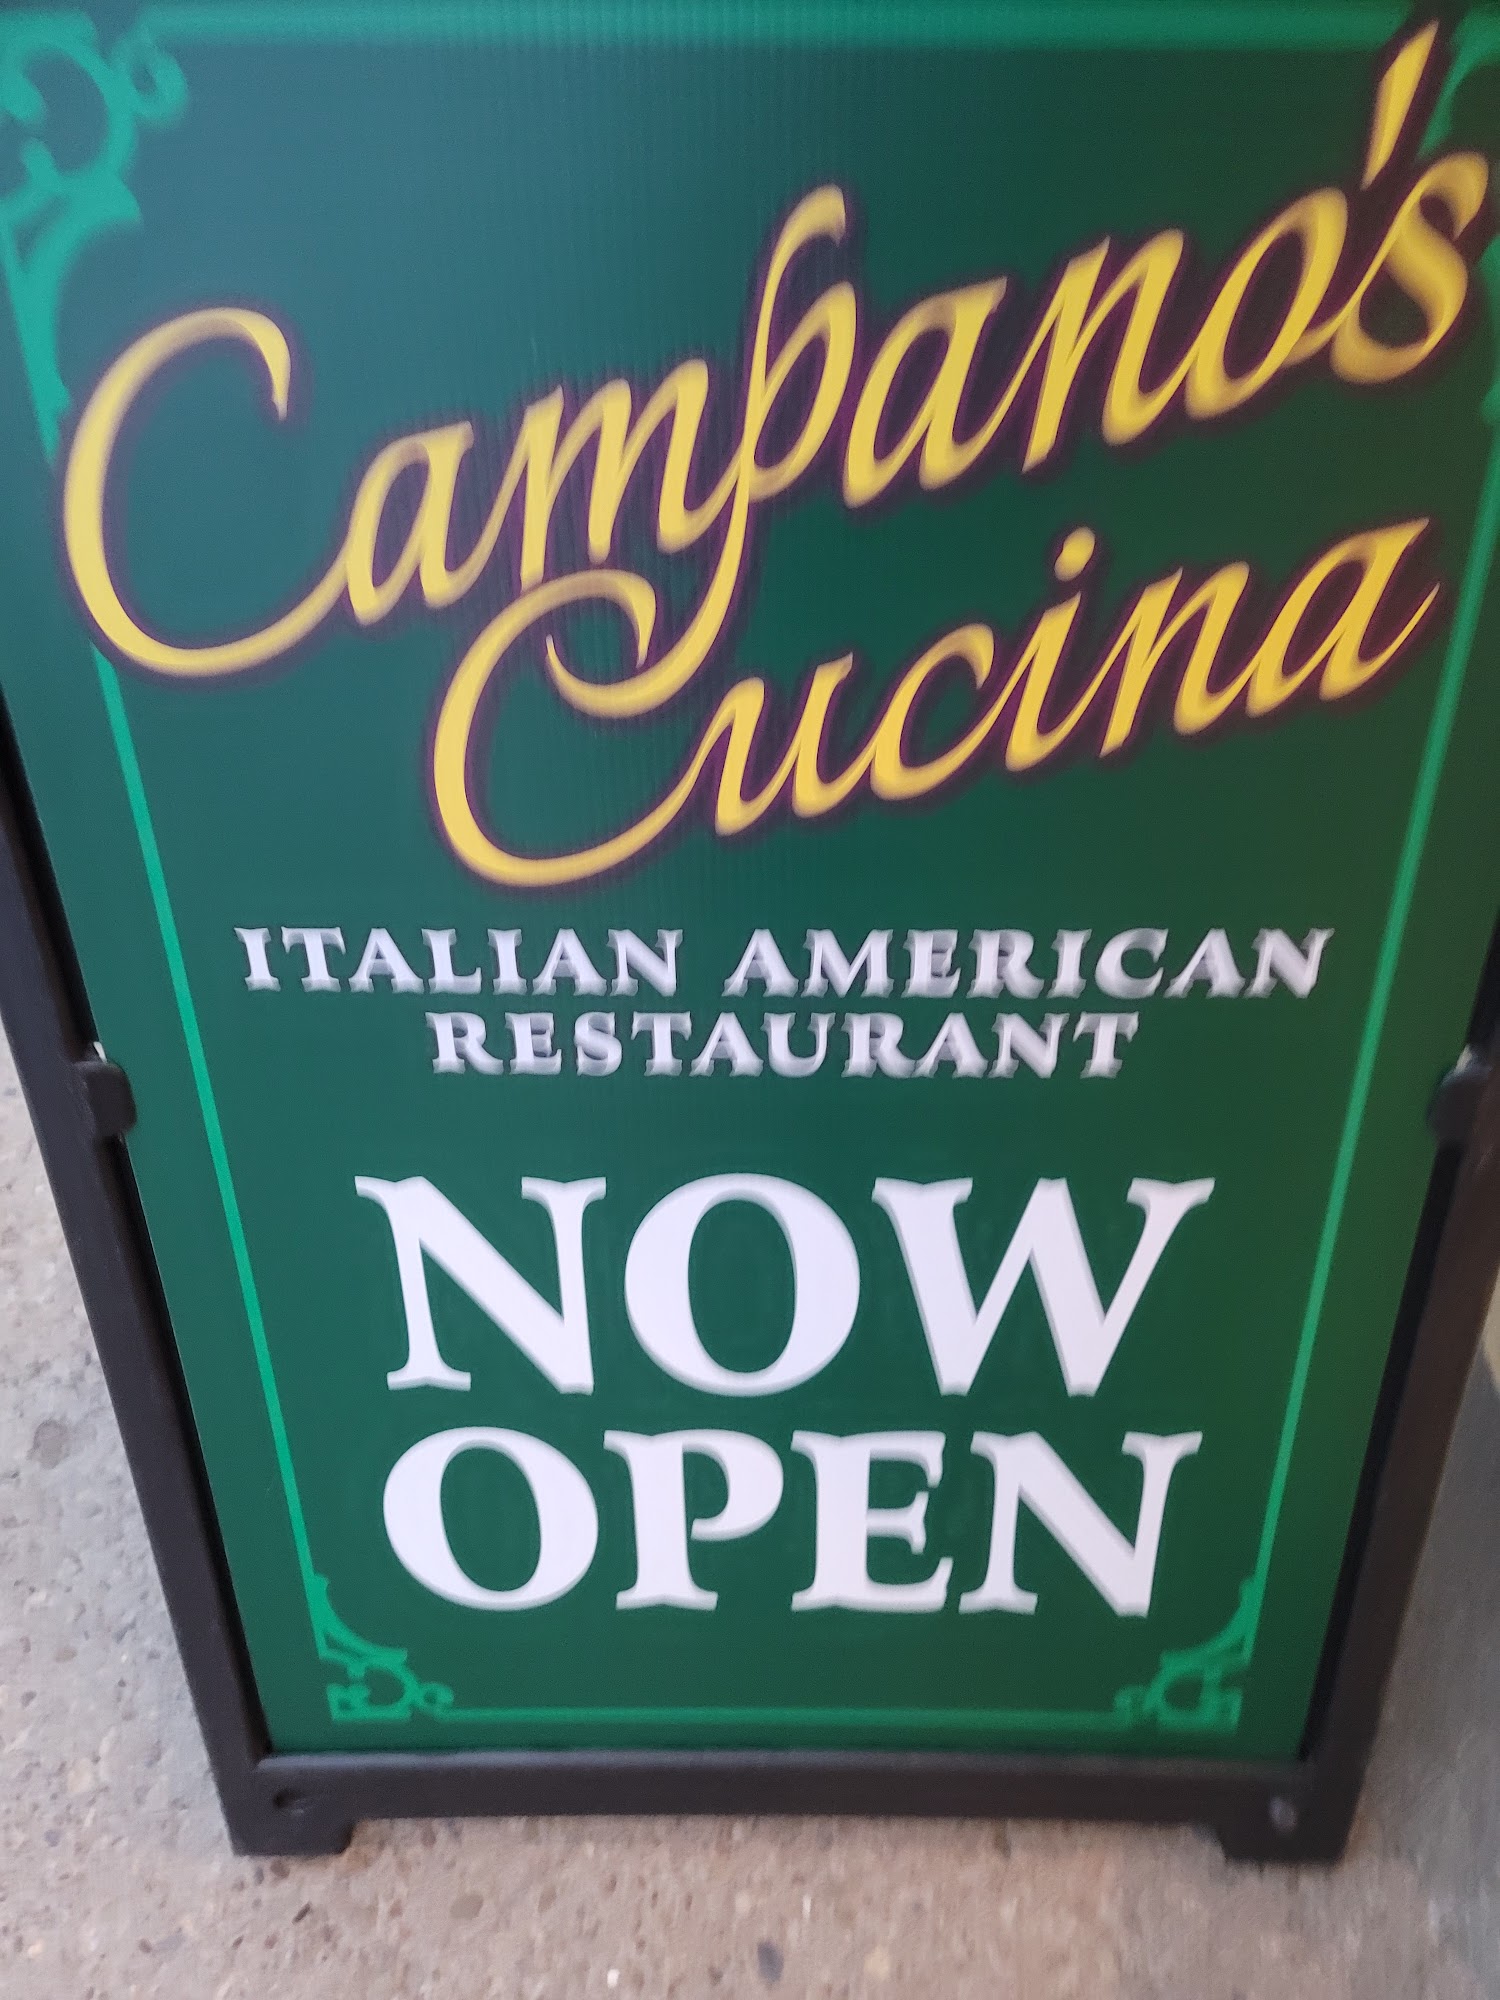 Campano's
Cucina
ITALIAN AMERICAN
RESTAURANT
NOW
OPEN